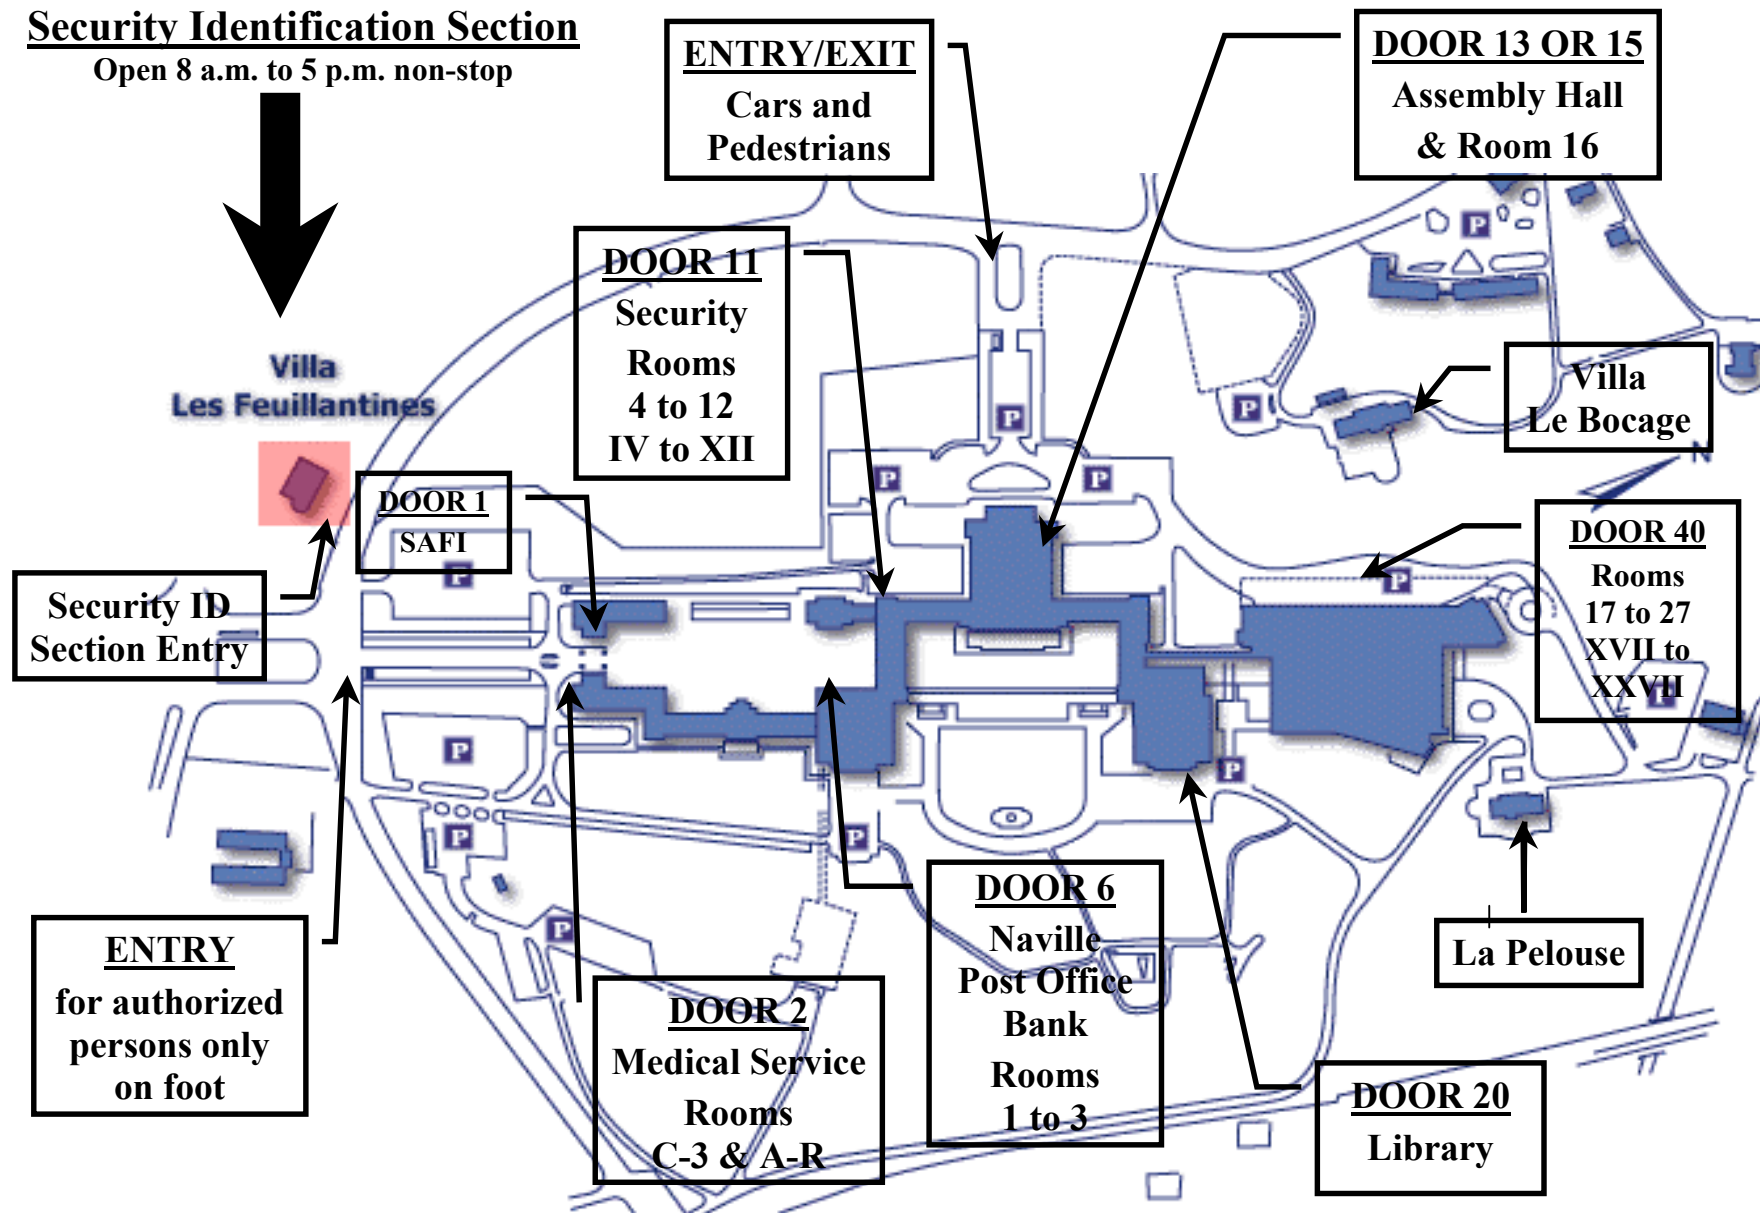 Security Identification Section
Open 8 a.m. to 5 p.m. non-stop
ENTRY/EXIT
Cars and
Pedestrians
DOOR 13 OR 15
Assembly Hall
& Room 16
DOOR 11
Security
Rooms
4 to 12
IV to XII
Villa
Les Feuillantines
Villa
Le Bocage
N
DOOR 1
SAFI
DOOR 40
Rooms
17 to 27
XVII to
XXVII
Security ID
Section Entry
ENTRY
for authorized
persons only
on foot
DOOR 2
Medical Service
Rooms
C-3 & A-R
DOOR 6
Naville
Post Office
Bank
Rooms
1 to 3
La Pelouse
DOOR 20
Library
P
P
P
P
P
P
P
P
P
P
P
P
P